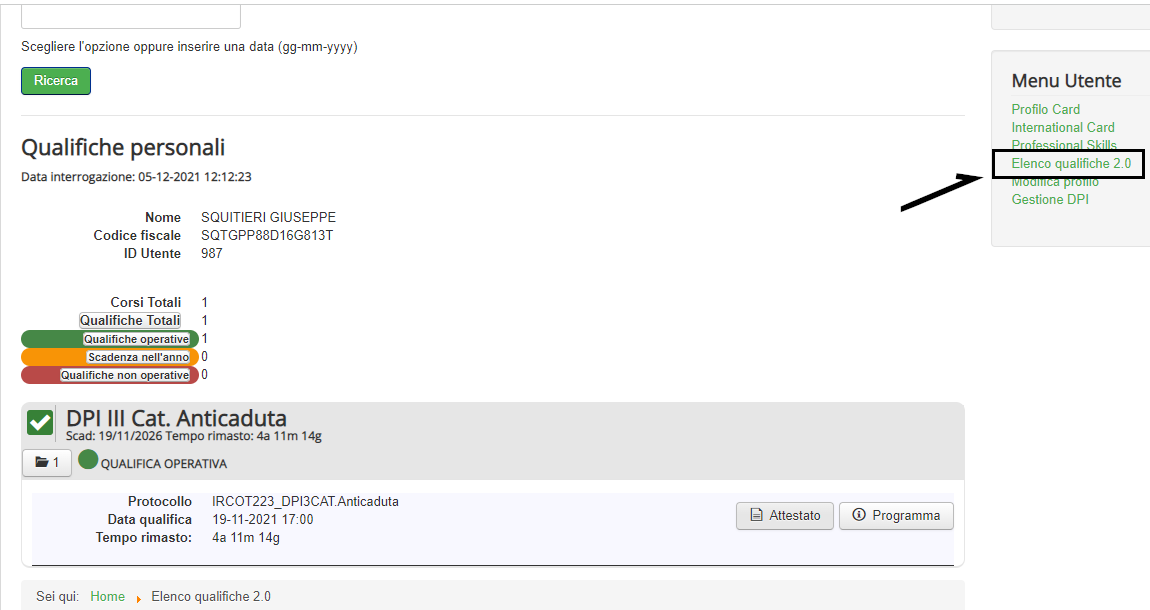 Scegliere l'opzione oppure inserire una data (gg-mm-yyyy)
Ricerca
Qualifiche personali
Data interrogazione: 05-12-2021 12:12:23
Nome SQUITIERI GIUSEPPE
Codice fiscale SQTGPP88D16G813T
ID Utente 987
Corsi Totali 1
Qualifiche Totali 1
Qualifiche operative 1
Scadenza nell'anno 0
Qualifiche non operative 0
DPI III Cat. Anticaduta
Scad: 19/11/2026 Tempo rimasto: 4a 11m 14g
1 QUALIFICA OPERATIVA
Protocollo IRCOT223_DPI3CAT.Anticaduta
Data qualifica 19-11-2021 17:00
Tempo rimasto: 4a 11m 14g
Attestato Programma
Sei qui: Home Elenco qualifiche 2.0
Menu Utente
Profilo Card
International Card
Professional Skills
Elenco qualifiche 2.0
Modifica profilo
Gestione DPI